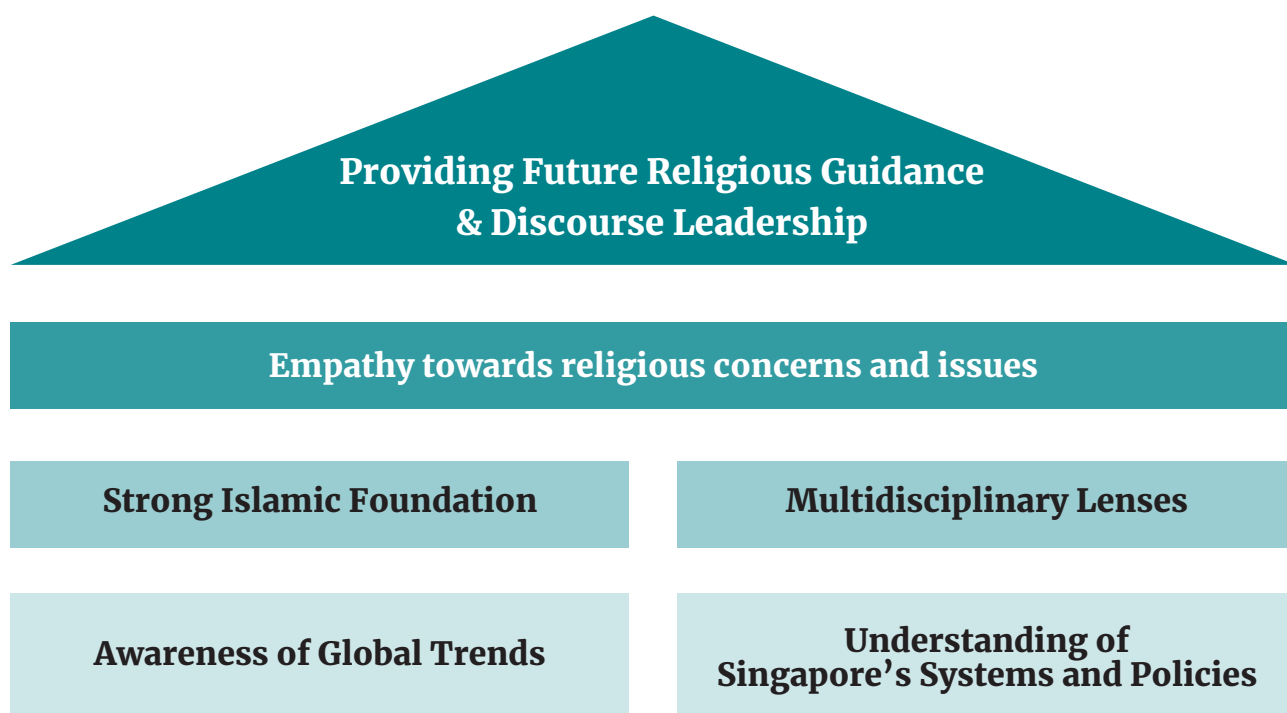 Providing Future Religious Guidance
& Discourse Leadership
Empathy towards religious concerns and issues
Strong Islamic Foundation
Multidisciplinary Lenses
Awareness of Global Trends
Understanding of
Singapore’s Systems and Policies